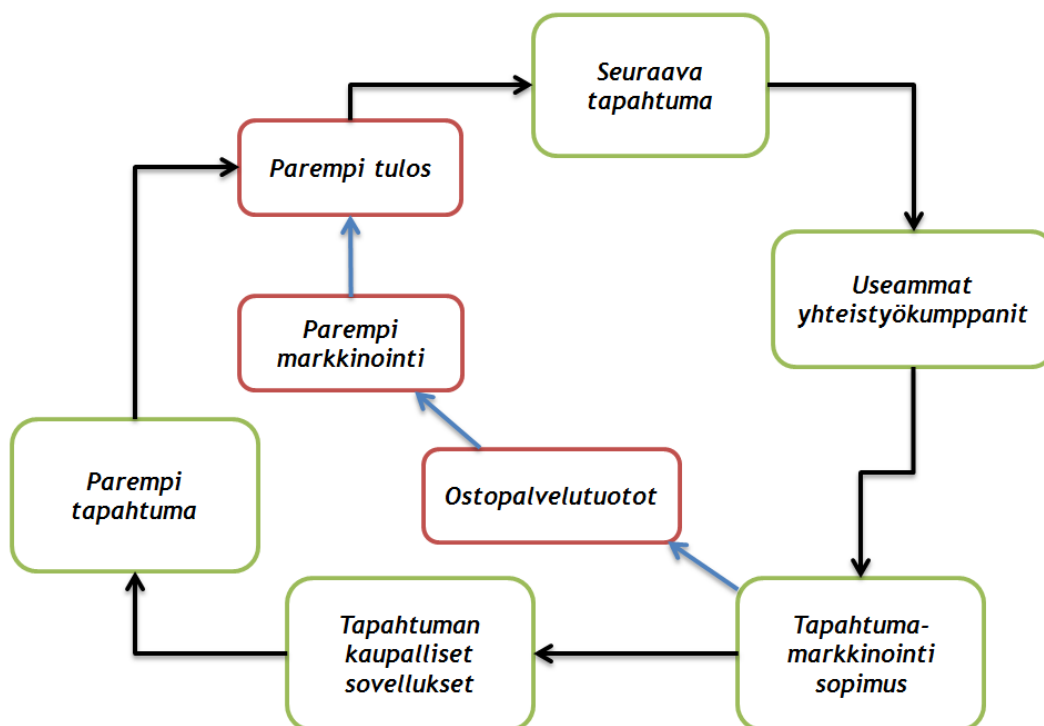 Seuraava
tapahtuma
Parempi tulos
Useammat
yhteistyökumppanit
Parempi
markkinointi
Parempi
tapahtuma
Ostopalvelutuotot
Tapahtuman
kaupalliset
sovellukset
Tapahtuma-
markkinointi
sopimus